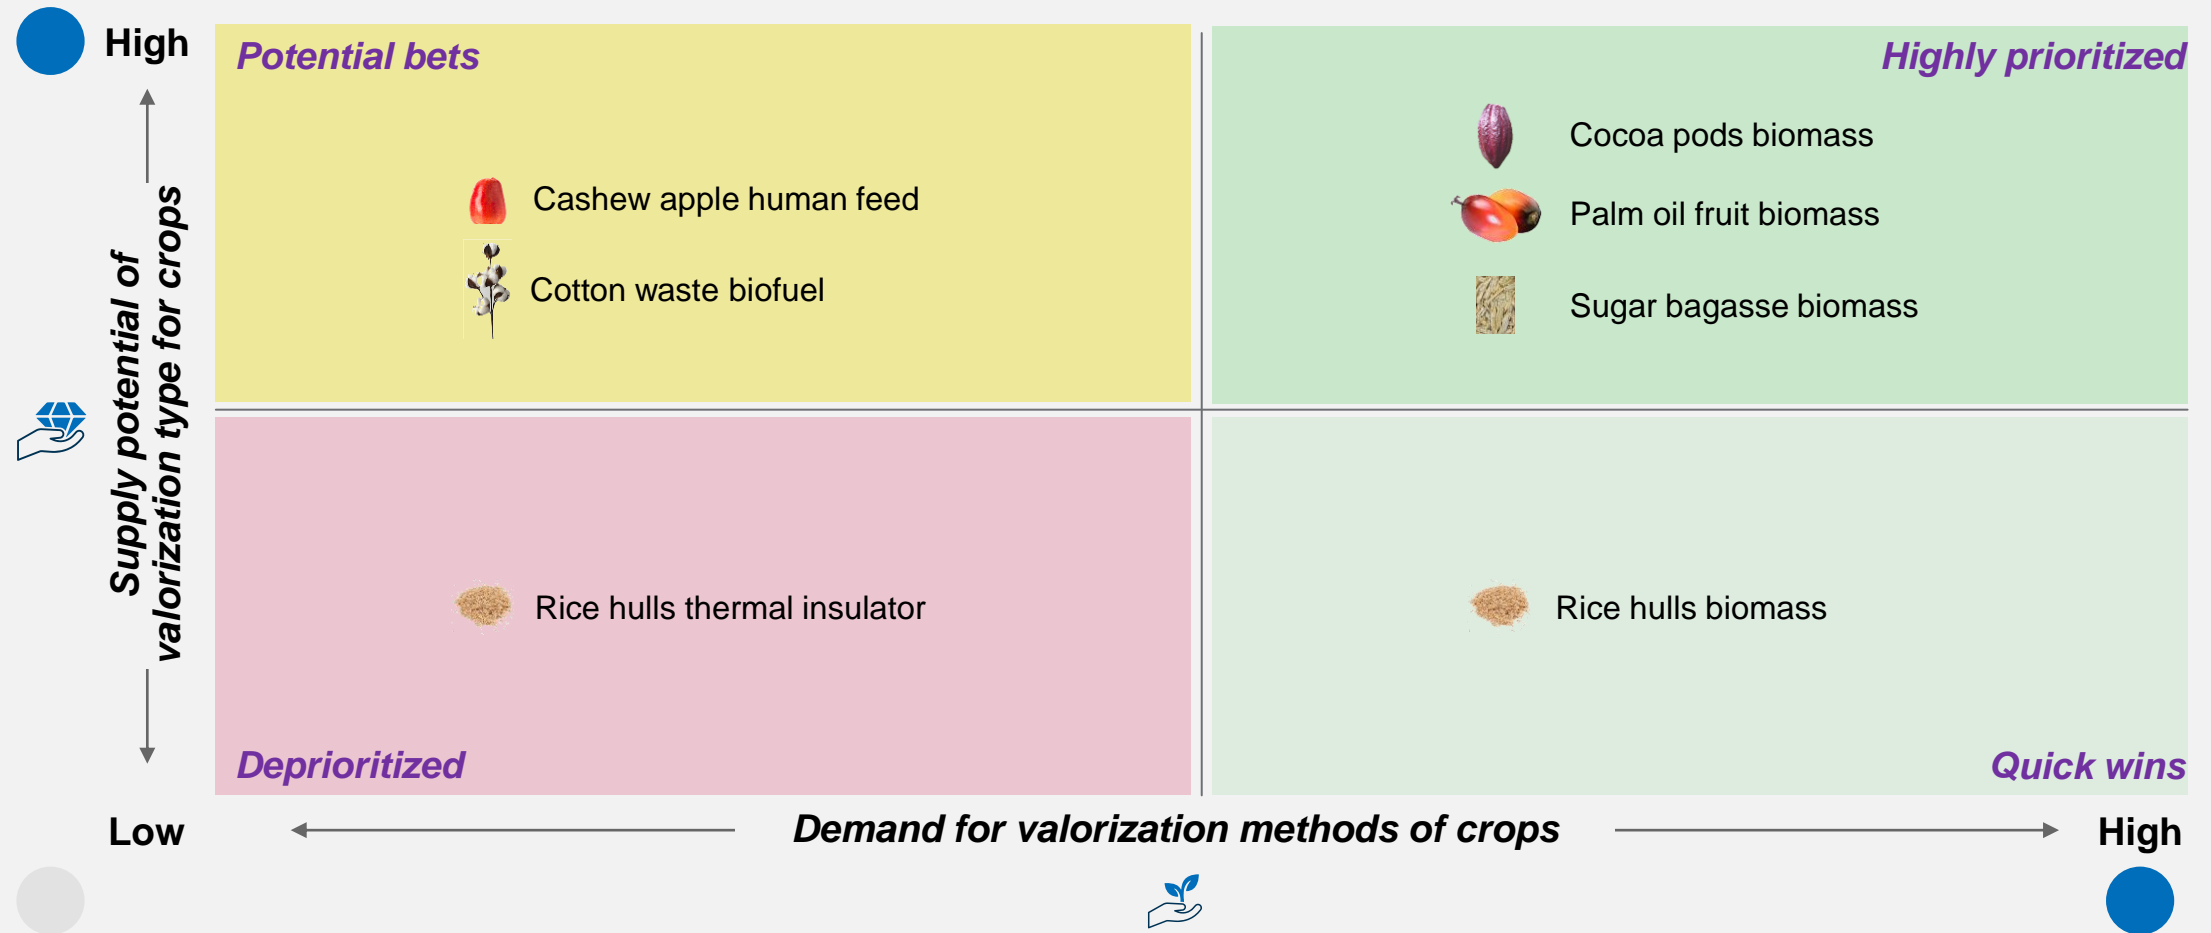 High
Potential bets
Highly prioritized
Cocoa pods biomass
Cashew apple human feed
Palm oil fruit biomass
Cotton waste biofuel
Sugar bagasse biomass
Supply potential of
valorization type for crops
Rice hulls thermal insulator
Rice hulls biomass
Deprioritized
Quick wins
Low
Demand for valorization methods of crops
High